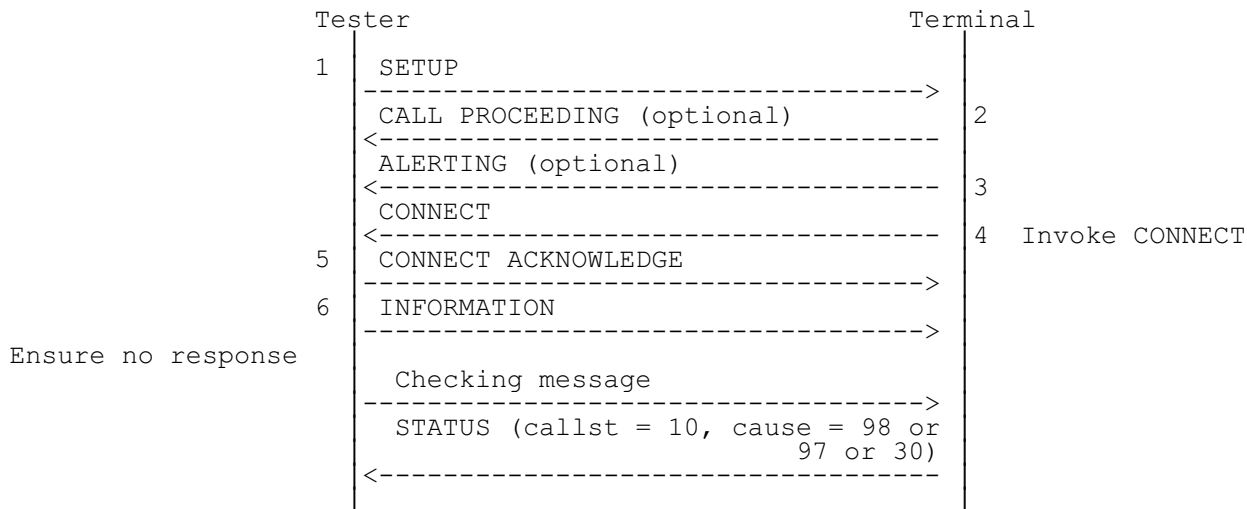 Tester Terminal
1 SETUP
CALL PROCEEDING (optional) 2
ALERTING (optional)
3
CONNECT
4 Invoke CONNECT
5 CONNECT ACKNOWLEDGE
6 INFORMATION
Ensure no response
Checking message
STATUS (callst = 10, cause = 98 or
97 or 30)